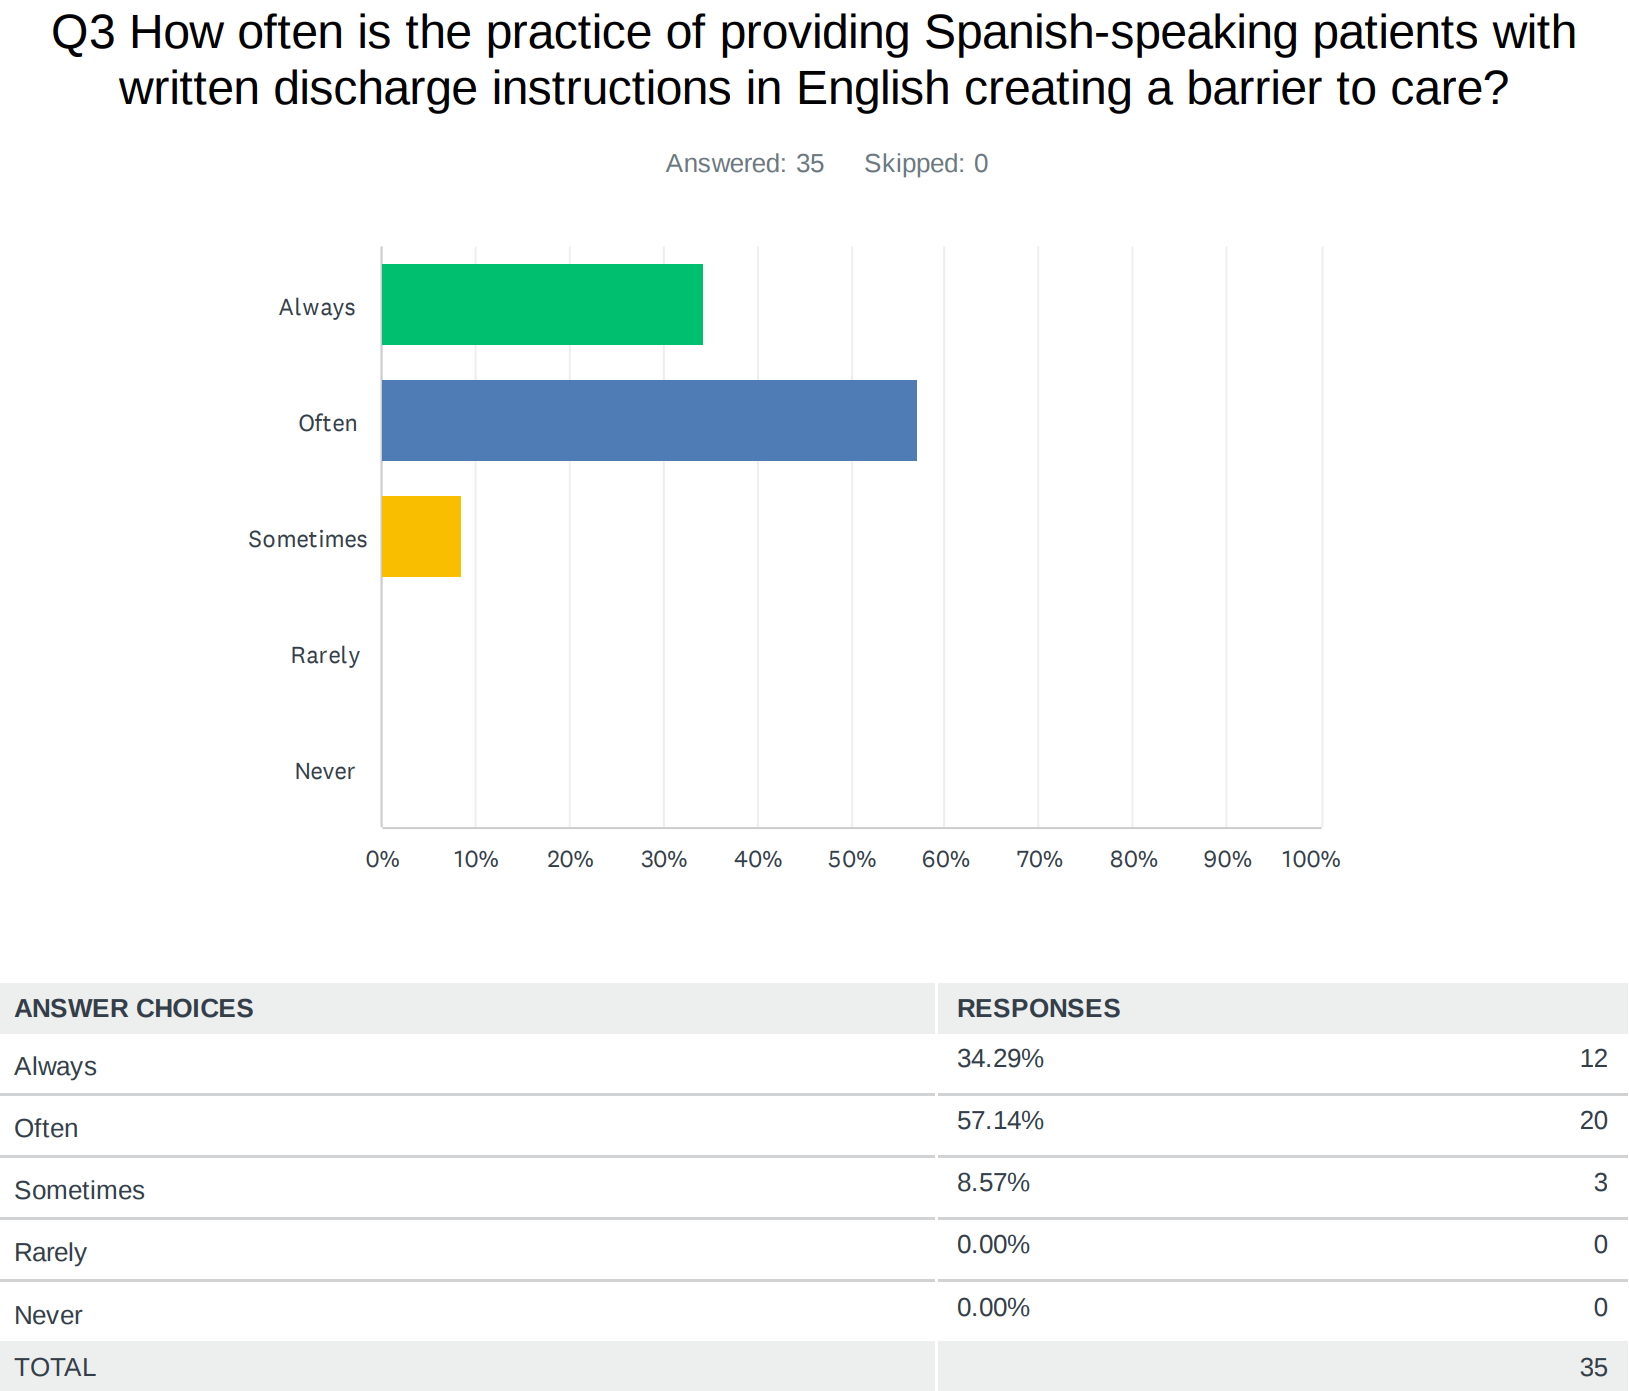 Q3 How often is the practice of providing Spanish-speaking patients with
written discharge instructions in English creating a barrier to care?
Answered: 35 Skipped: 0
Always
Often
Sometimes
Rarely
Never
0% 10% 20% 30% 40% 50% 60% 70% 80% 90% 100%
ANSWER CHOICES RESPONSES
Always 34.29% 12
Often 57.14% 20
Sometimes 8.57% 3
Rarely 0.00% 0
Never 0.00% 0
TOTAL 35